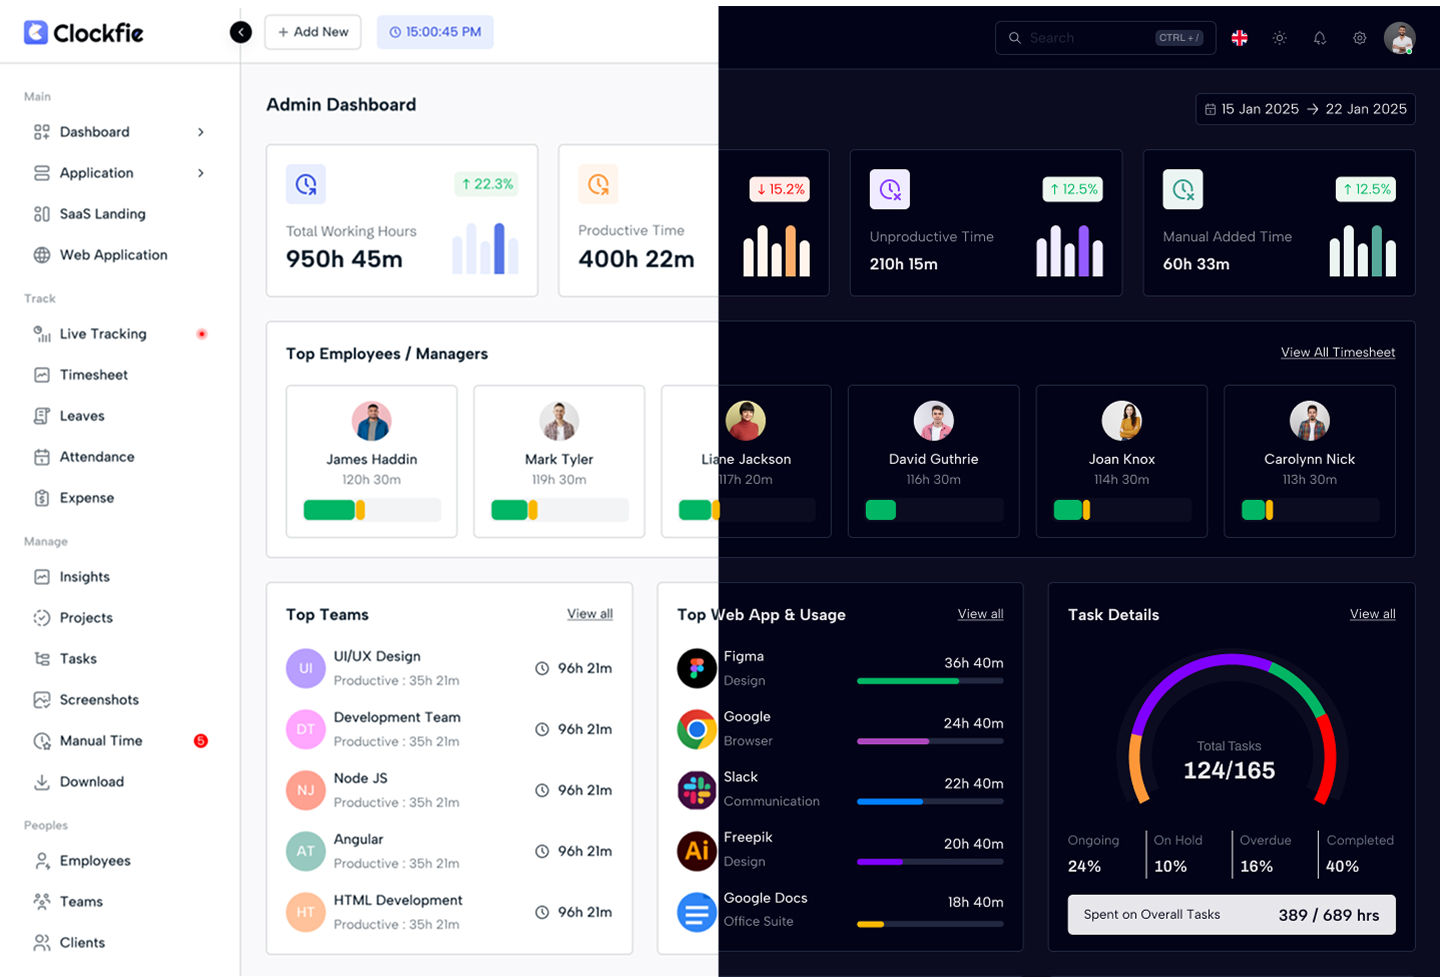 Clockfie
+ Add New
15:00:45 PM
Search
CTRL + /
Main
Dashboard
Application
SaaS Landing
Web Application
Track
Live Tracking
Timesheet
Leaves
Attendance
Expense
Manage
Insights
Projects
Tasks
Screenshots
Manual Time
5
Download
Peoples
Employees
Teams
Clients
Admin Dashboard
15 Jan 2025 → 22 Jan 2025
↑ 22.3%
Total Working Hours
950h 45m
↓ 15.2%
Productive Time
400h 22m
↑ 12.5%
Unproductive Time
210h 15m
↑ 12.5%
Manual Added Time
60h 33m
Top Employees / Managers
View All Timesheet
James Haddin
120h 30m
Mark Tyler
119h 30m
Liane Jackson
117h 20m
David Guthrie
116h 30m
Joan Knox
114h 30m
Carolynn Nick
113h 30m
Top Teams
View all
UI
UI/UX Design
Productive : 35h 21m
96h 21m
DT
Development Team
Productive : 35h 21m
96h 21m
NJ
Node JS
Productive : 35h 21m
96h 21m
AT
Angular
Productive : 35h 21m
96h 21m
HT
HTML Development
Productive : 35h 21m
96h 21m
Top Web App & Usage
View all
Figma
Design
36h 40m
Google
Browser
24h 40m
Slack
Communication
22h 40m
Ai
Freepik
Design
20h 40m
Google Docs
Office Suite
18h 40m
Task Details
View all
Total Tasks
124/165
Ongoing
24%
On Hold
10%
Overdue
16%
Completed
40%
Spent on Overall Tasks
389 / 689 hrs